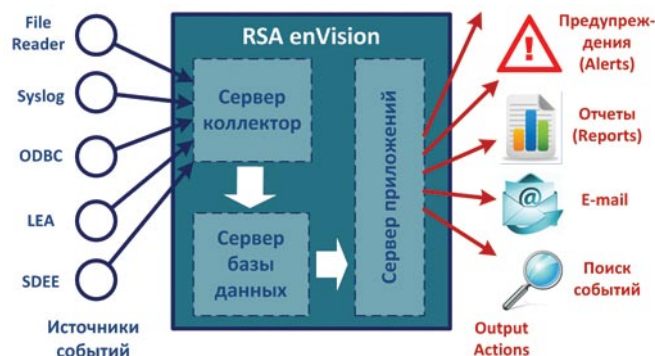 File
Reader
Syslog
ODBC
LEA
SDEE
Источники
событий
RSA enVision
Сервер
коллектор
Сервер
базы
данных
Сервер приложений
Предупреж-
дения
(Alerts)
Отчеты
(Reports)
@
E-mail
Поиск
событий
Output
Actions